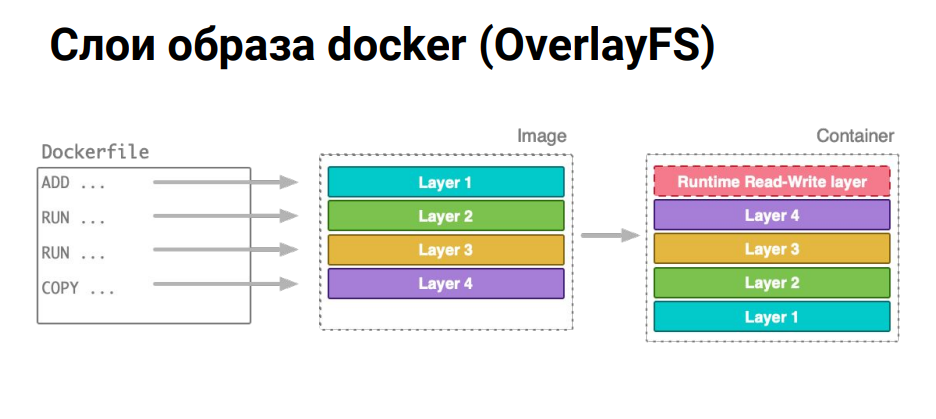 Слои образа docker (OverlayFS)
Dockerfile
ADD ...
RUN ...
RUN ...
COPY ...
Image
Layer 1
Layer 2
Layer 3
Layer 4
Container
Runtime Read-Write layer
Layer 4
Layer 3
Layer 2
Layer 1